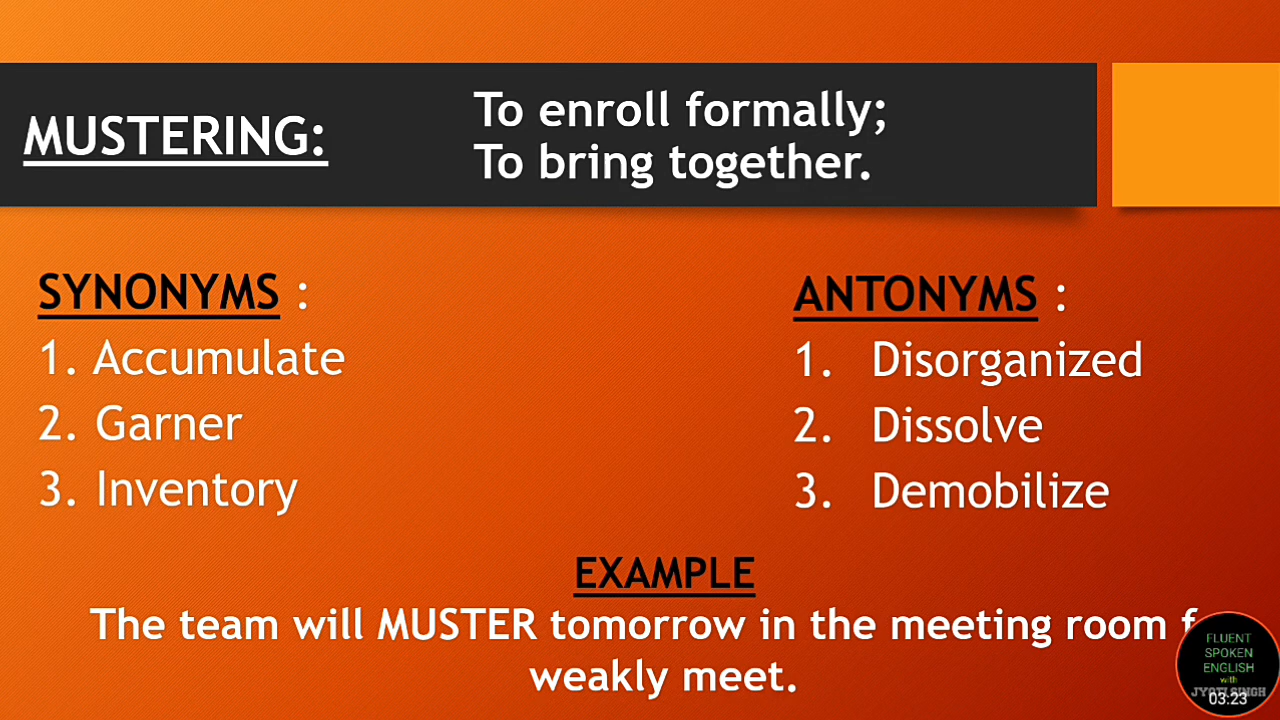 MUSTERING:
To enroll formally;
To bring together.
SYNONYMS :
1. Accumulate
2. Garner
3. Inventory
ANTONYMS :
1. Disorganized
2. Dissolve
3. Demobilize
EXAMPLE
The team will MUSTER tomorrow in the meeting room f
weakly meet.
FLUENT
SPOKEN
ENGLISH
with
JYOTI SINGH
03:23